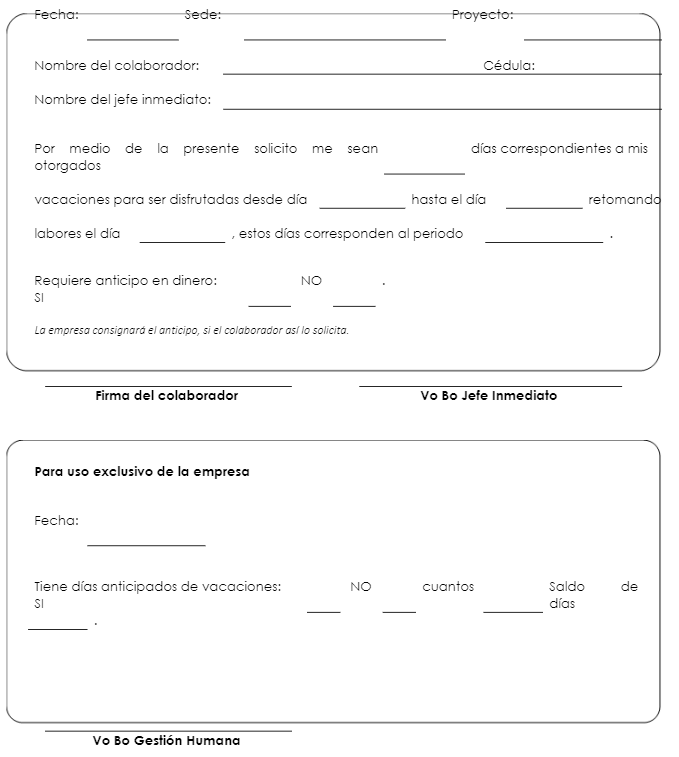 Fecha: Sede: Proyecto:
Nombre del colaborador: Cédula:
Nombre del jefe inmediato:
Por medio de la presente solicito me sean días correspondientes a mis
otorgados
vacaciones para ser disfrutadas desde día hasta el día retomando
labores el día , estos días corresponden al periodo .
Requiere anticipo en dinero: NO .
SI
La empresa consignará el anticipo, si el colaborador así lo solicita.
Firma del colaborador Vo Bo Jefe Inmediato
Para uso exclusivo de la empresa
Fecha:
Tiene días anticipados de vacaciones: NO cuantos Saldo de
SI días
.
Vo Bo Gestión Humana